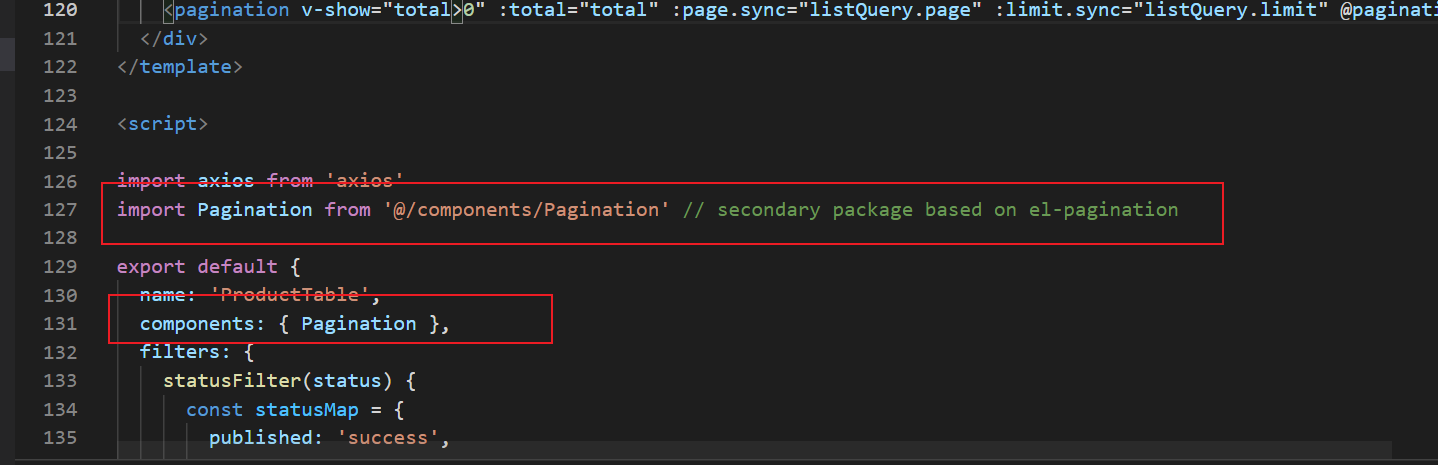 120 <pagination v-show="total>0" :total="total" :page.sync="listQuery.page" :limit.sync="listQuery.limit" @paginati
121 </div>
122 </template>
123
124 <script>
125
126 import axios from 'axios'
127 import Pagination from '@/components/Pagination' // secondary package based on el-pagination
128
129 export default {
130 name: 'ProductTable',
131 components: { Pagination },
132 filters: {
133 statusFilter(status) {
134 const statusMap = {
135 published: 'success',